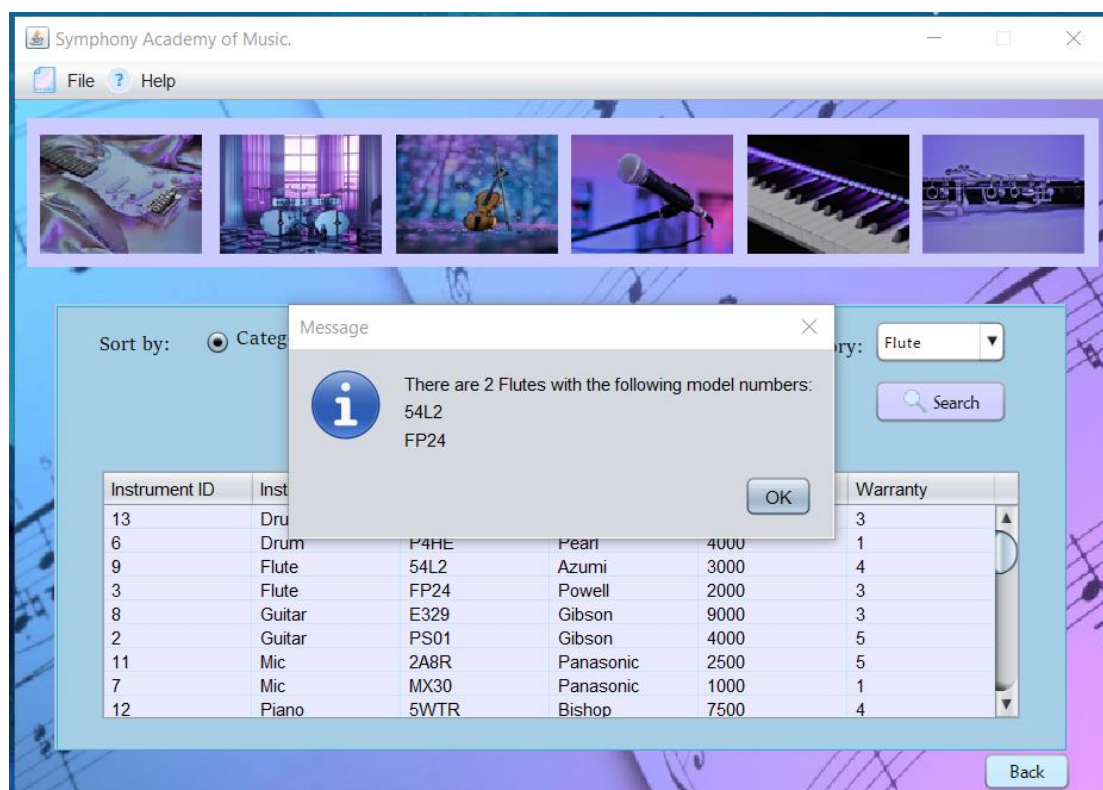 Symphony Academy of Music.
File ? Help
Sort by: Categ
Message
ory: Flute
There are 2 Flutes with the following model numbers:
54L2
FP24
Search
OK
Instrument ID Inst Warranty
13 Dru 3
6 Drum P4HE Pearl 4000 1
9 Flute 54L2 Azumi 3000 4
3 Flute FP24 Powell 2000 3
8 Guitar E329 Gibson 9000 3
2 Guitar PS01 Gibson 4000 5
11 Mic 2A8R Panasonic 2500 5
7 Mic MX30 Panasonic 1000 1
12 Piano 5WTR Bishop 7500 4
Back